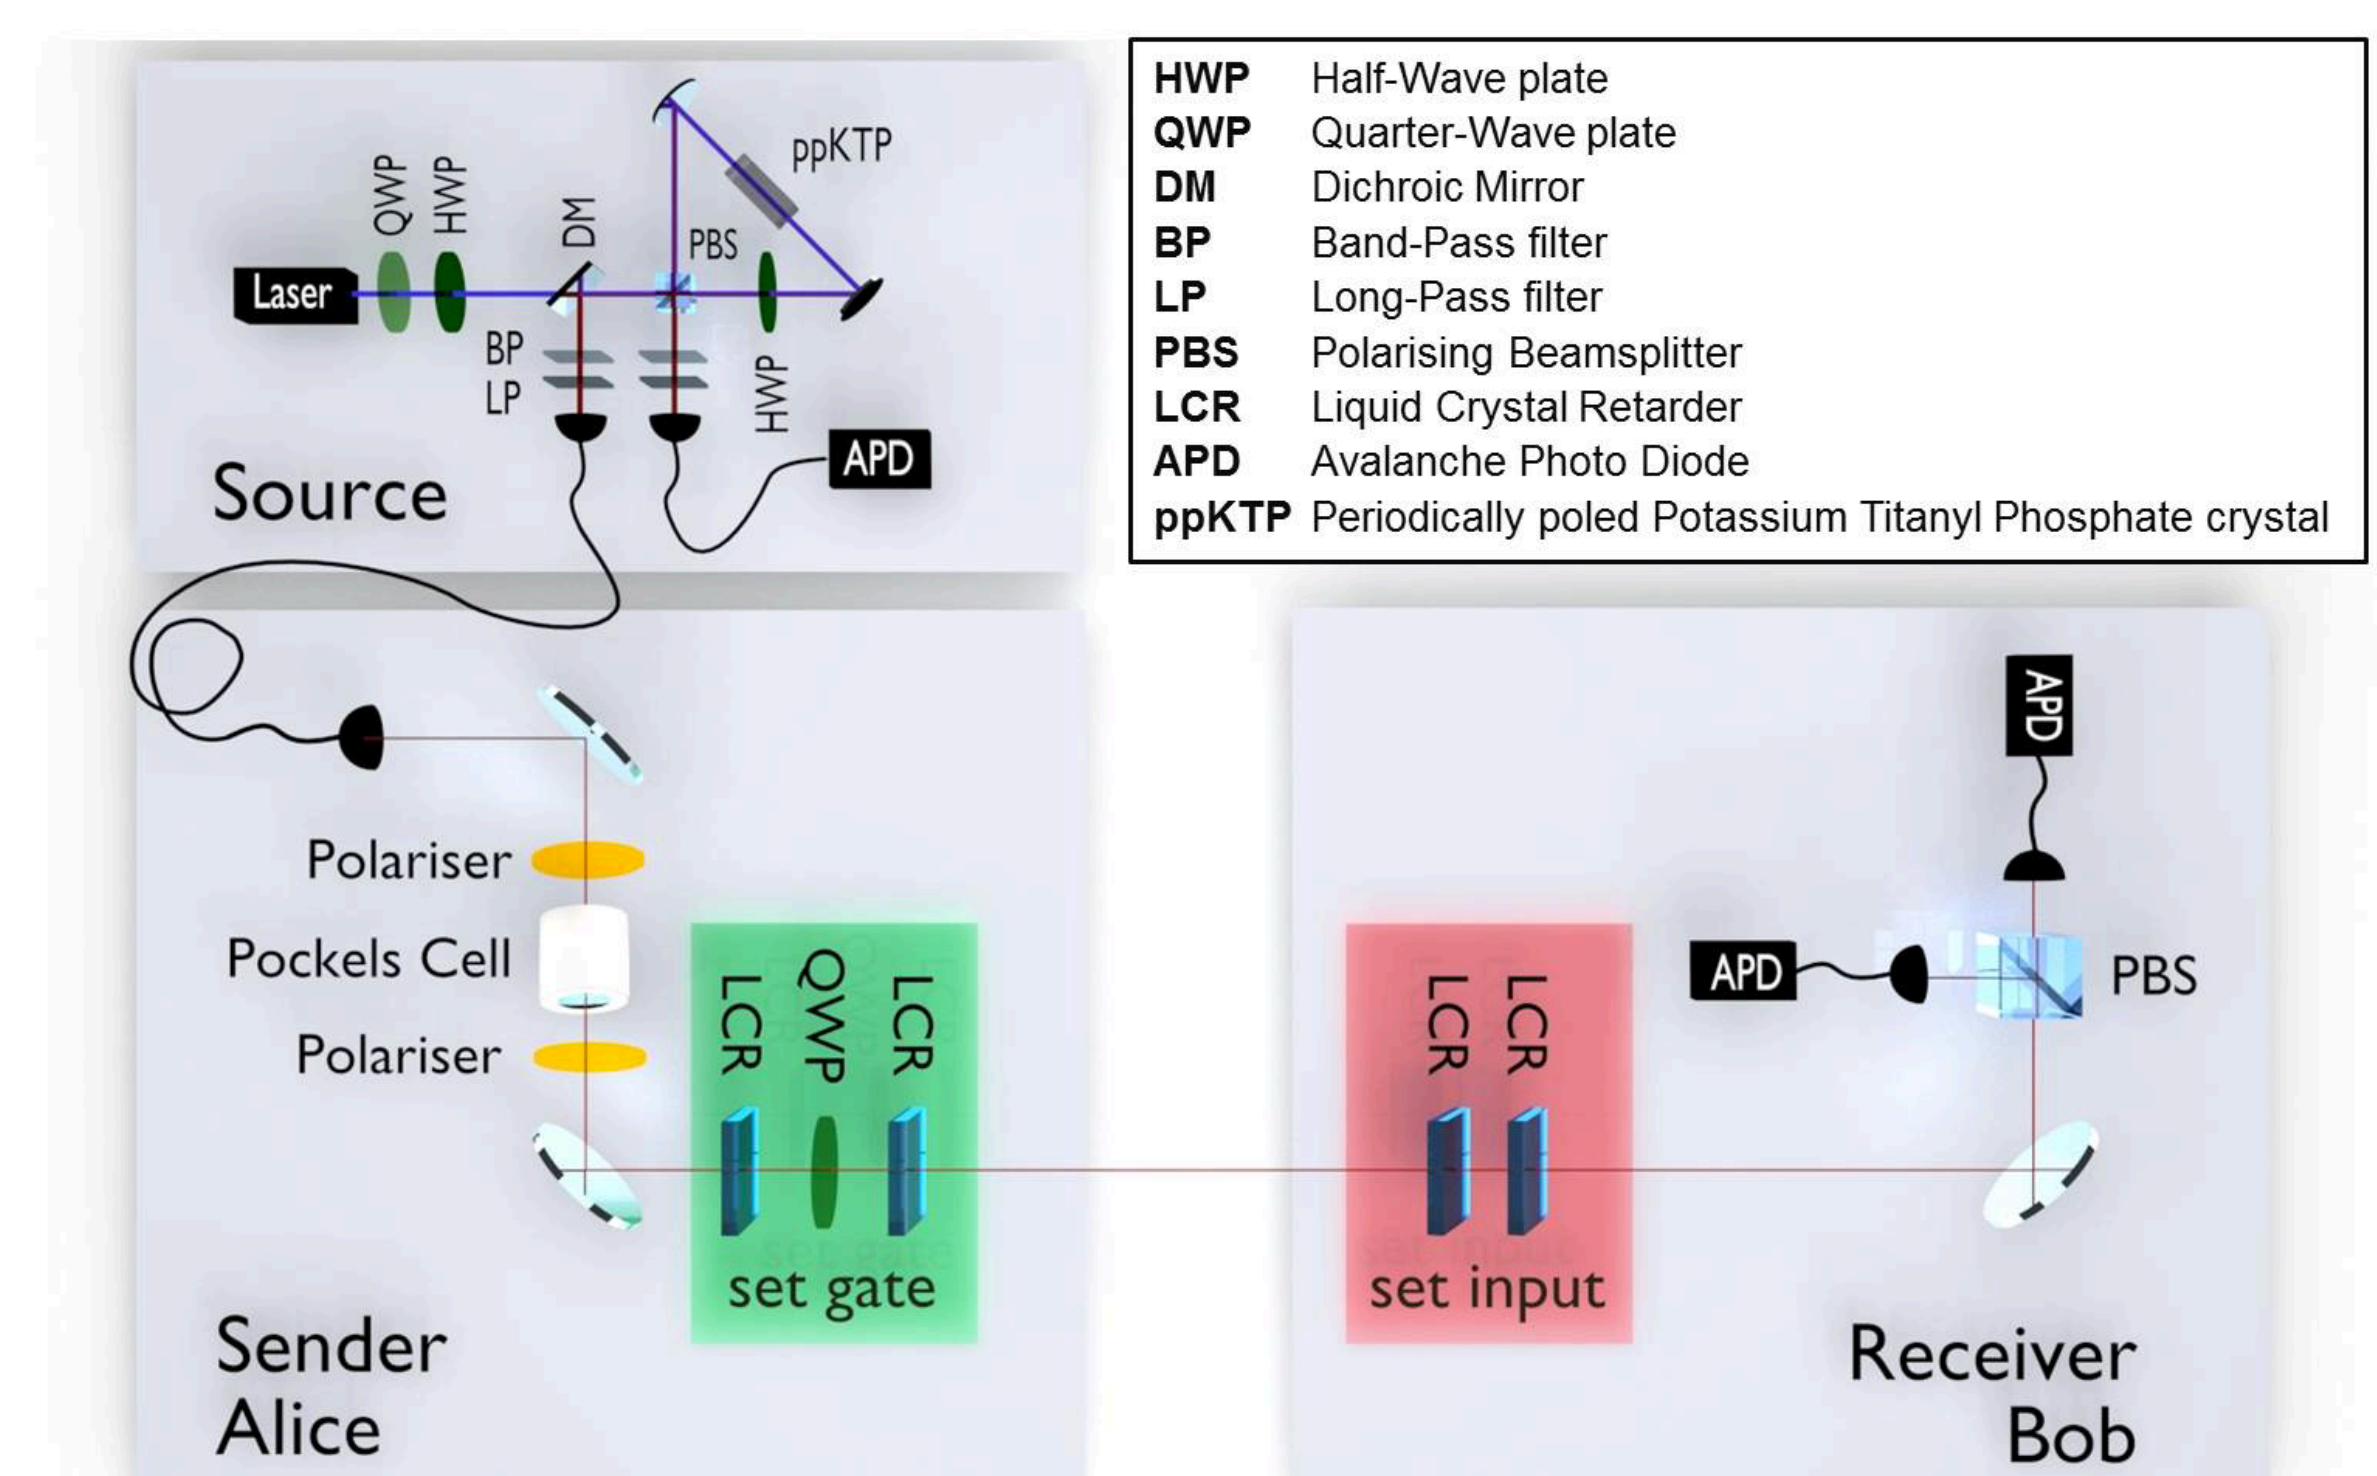 HWP Half-Wave plate
QWP Quarter-Wave plate
DM Dichroic Mirror
BP Band-Pass filter
LP Long-Pass filter
PBS Polarising Beamsplitter
LCR Liquid Crystal Retarder
APD Avalanche Photo Diode
ppKTP Periodically poled Potassium Titanyl Phosphate crystal
QWP
HWP
DM
ppKTP
PBS
Laser
BP
LP
HWP
APD
Source
Polariser
Pockels Cell
Polariser
LCR
QWP
LCR
set gate
Sender
Alice
LCR
LCR
set input
APD
APD
PBS
Receiver
Bob